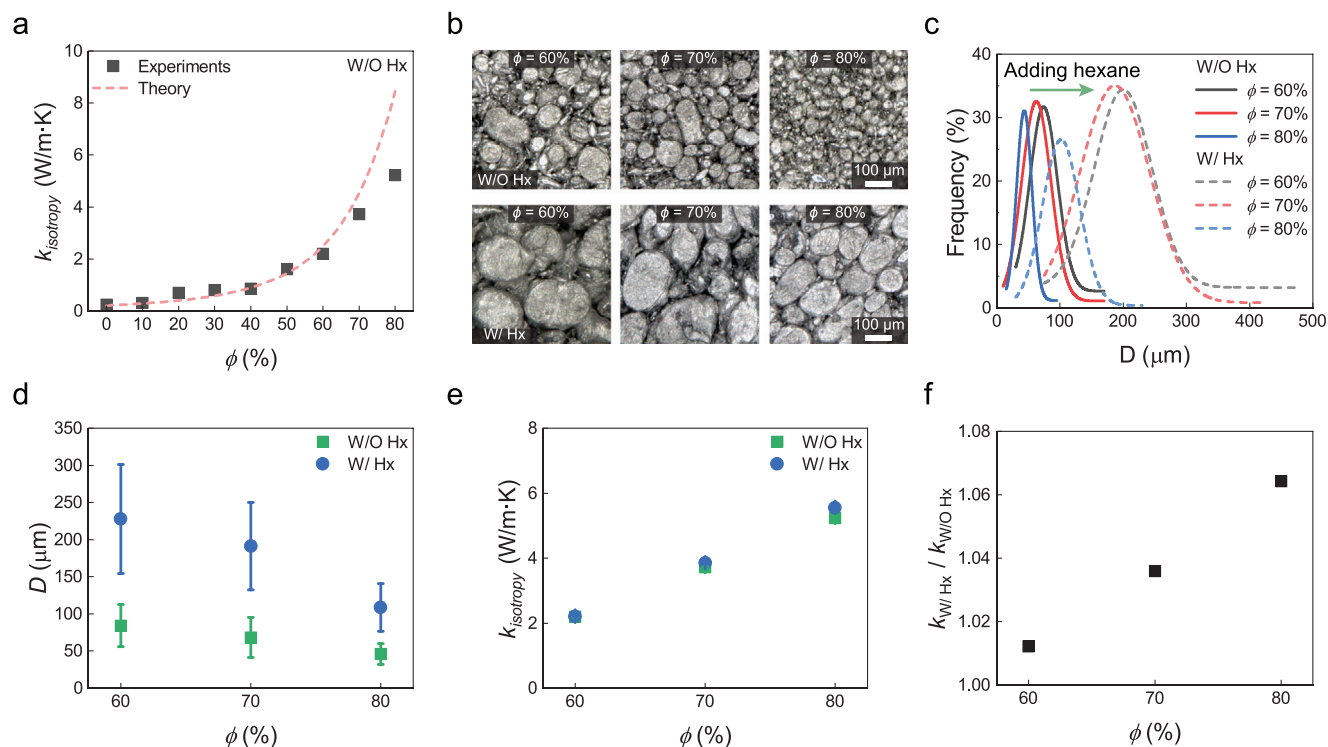 a
10
8
6
4
2
0
k_isotropy (W/m·K)
Experiments
Theory
W/O Hx
0 10 20 30 40 50 60 70 80
ϕ (%)
b
ϕ = 60% ϕ = 70% ϕ = 80%
W/O Hx
100 µm
ϕ = 60% ϕ = 70% ϕ = 80%
W/ Hx
100 µm
c
40
30
20
10
0
Frequency (%)
Adding hexane
W/O Hx
ϕ = 60%
ϕ = 70%
ϕ = 80%
W/ Hx
ϕ = 60%
ϕ = 70%
ϕ = 80%
0 100 200 300 400 500
D (µm)
d
350
300
250
200
150
100
50
0
D (µm)
W/O Hx
W/ Hx
60 70 80
ϕ (%)
e
8
6
4
2
0
k_isotropy (W/m·K)
W/O Hx
W/ Hx
60 70 80
ϕ (%)
f
1.08
1.06
1.04
1.02
1.00
k_W/ Hx / k_W/O Hx
60 70 80
ϕ (%)